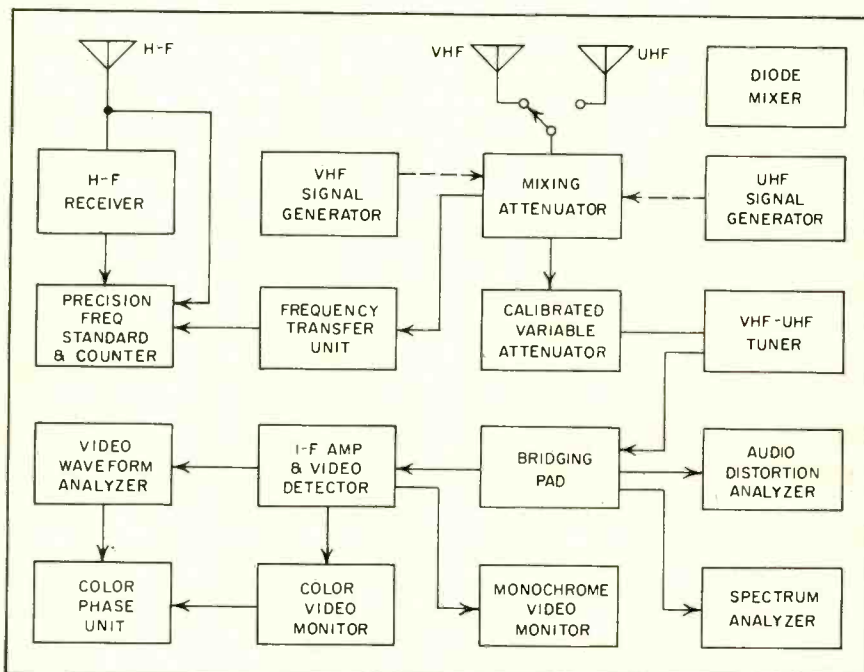 H-F
VHF
UHF
DIODE
MIXER
H-F
RECEIVER
VHF
SIGNAL
GENERATOR
MIXING
ATTENUATOR
UHF
SIGNAL
GENERATOR
PRECISION
FREQ
STANDARD
& COUNTER
FREQUENCY
TRANSFER
UNIT
CALIBRATED
VARIABLE
ATTENUATOR
VHF-UHF
TUNER
VIDEO
WAVEFORM
ANALYZER
I-F AMP
& VIDEO
DETECTOR
BRIDGING
PAD
AUDIO
DISTORTION
ANALYZER
COLOR
PHASE
UNIT
COLOR
VIDEO
MONITOR
MONOCHROME
VIDEO
MONITOR
SPECTRUM
ANALYZER